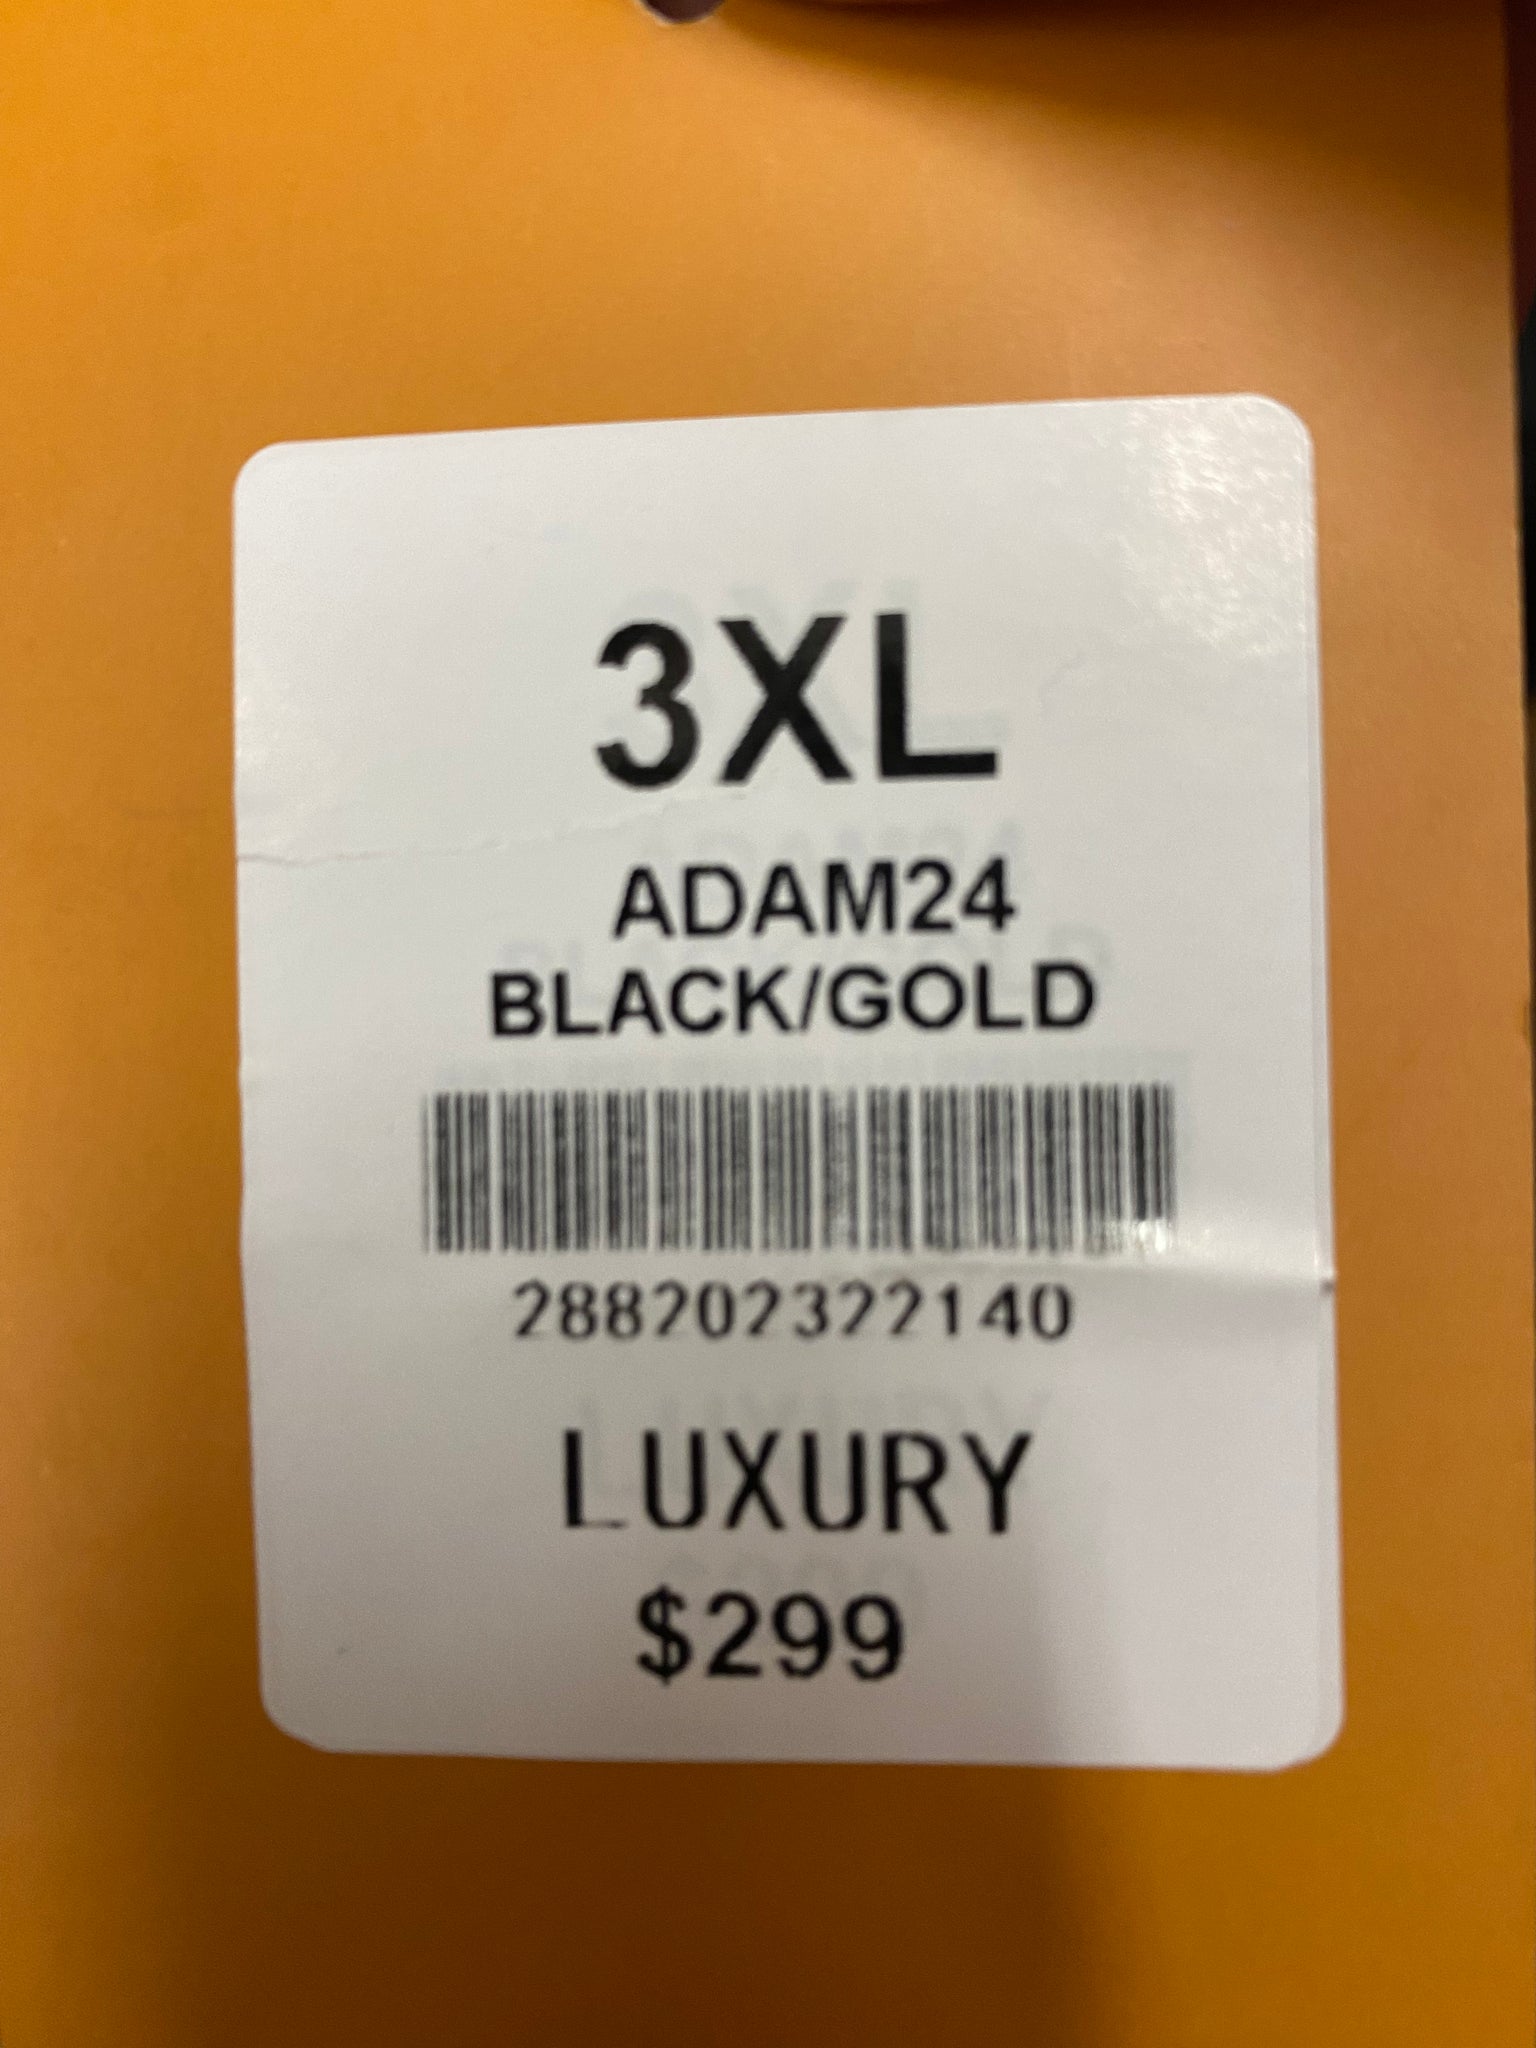 3XL
ADAM24
BLACK/GOLD
288202322140
LUXURY
$299